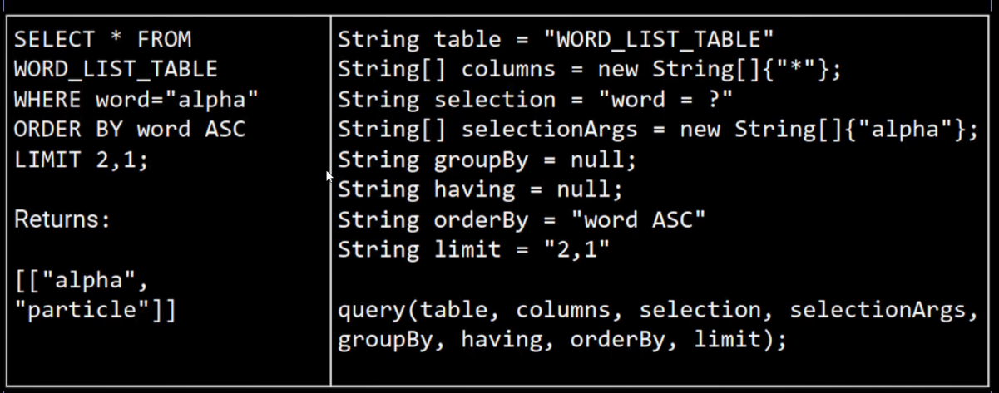 SELECT * FROM
WORD_LIST_TABLE
WHERE word="alpha"
ORDER BY word ASC
LIMIT 2,1;
Returns:
[["alpha",
"particle"]]
String table = "WORD_LIST_TABLE"
String[] columns = new String[]{"*"};
String selection = "word = ?"
String[] selectionArgs = new String[]{"alpha"};
String groupBy = null;
String having = null;
String orderBy = "word ASC"
String limit = "2,1"
query(table, columns, selection, selectionArgs,
groupBy, having, orderBy, limit);